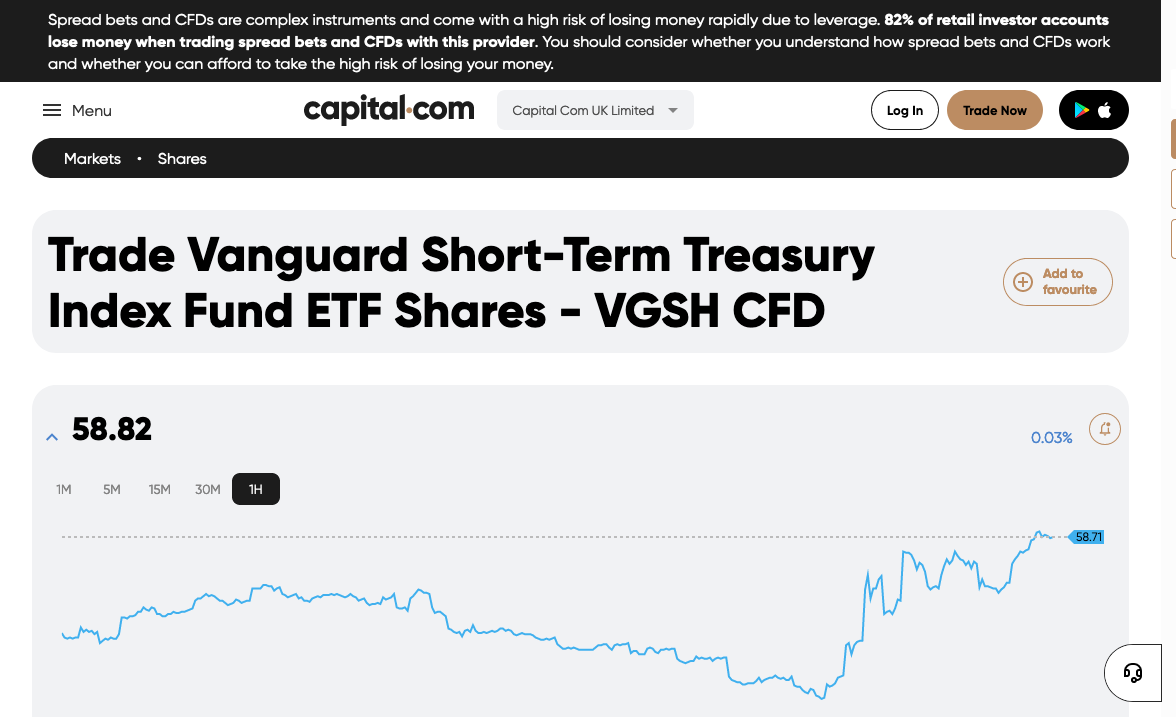 Spread bets and CFDs are complex instruments and come with a high risk of losing money rapidly due to leverage. 82% of retail investor accounts
lose money when trading spread bets and CFDs with this provider. You should consider whether you understand how spread bets and CFDs work
and whether you can afford to take the high risk of losing your money.
Menu
capital.com
Capital Com UK Limited
Log In
Trade Now
Markets • Shares
Trade Vanguard Short-Term Treasury
Index Fund ETF Shares - VGSH CFD
Add to
favourite
58.82
0.03%
1M 5M 15M 30M 1H
58.71